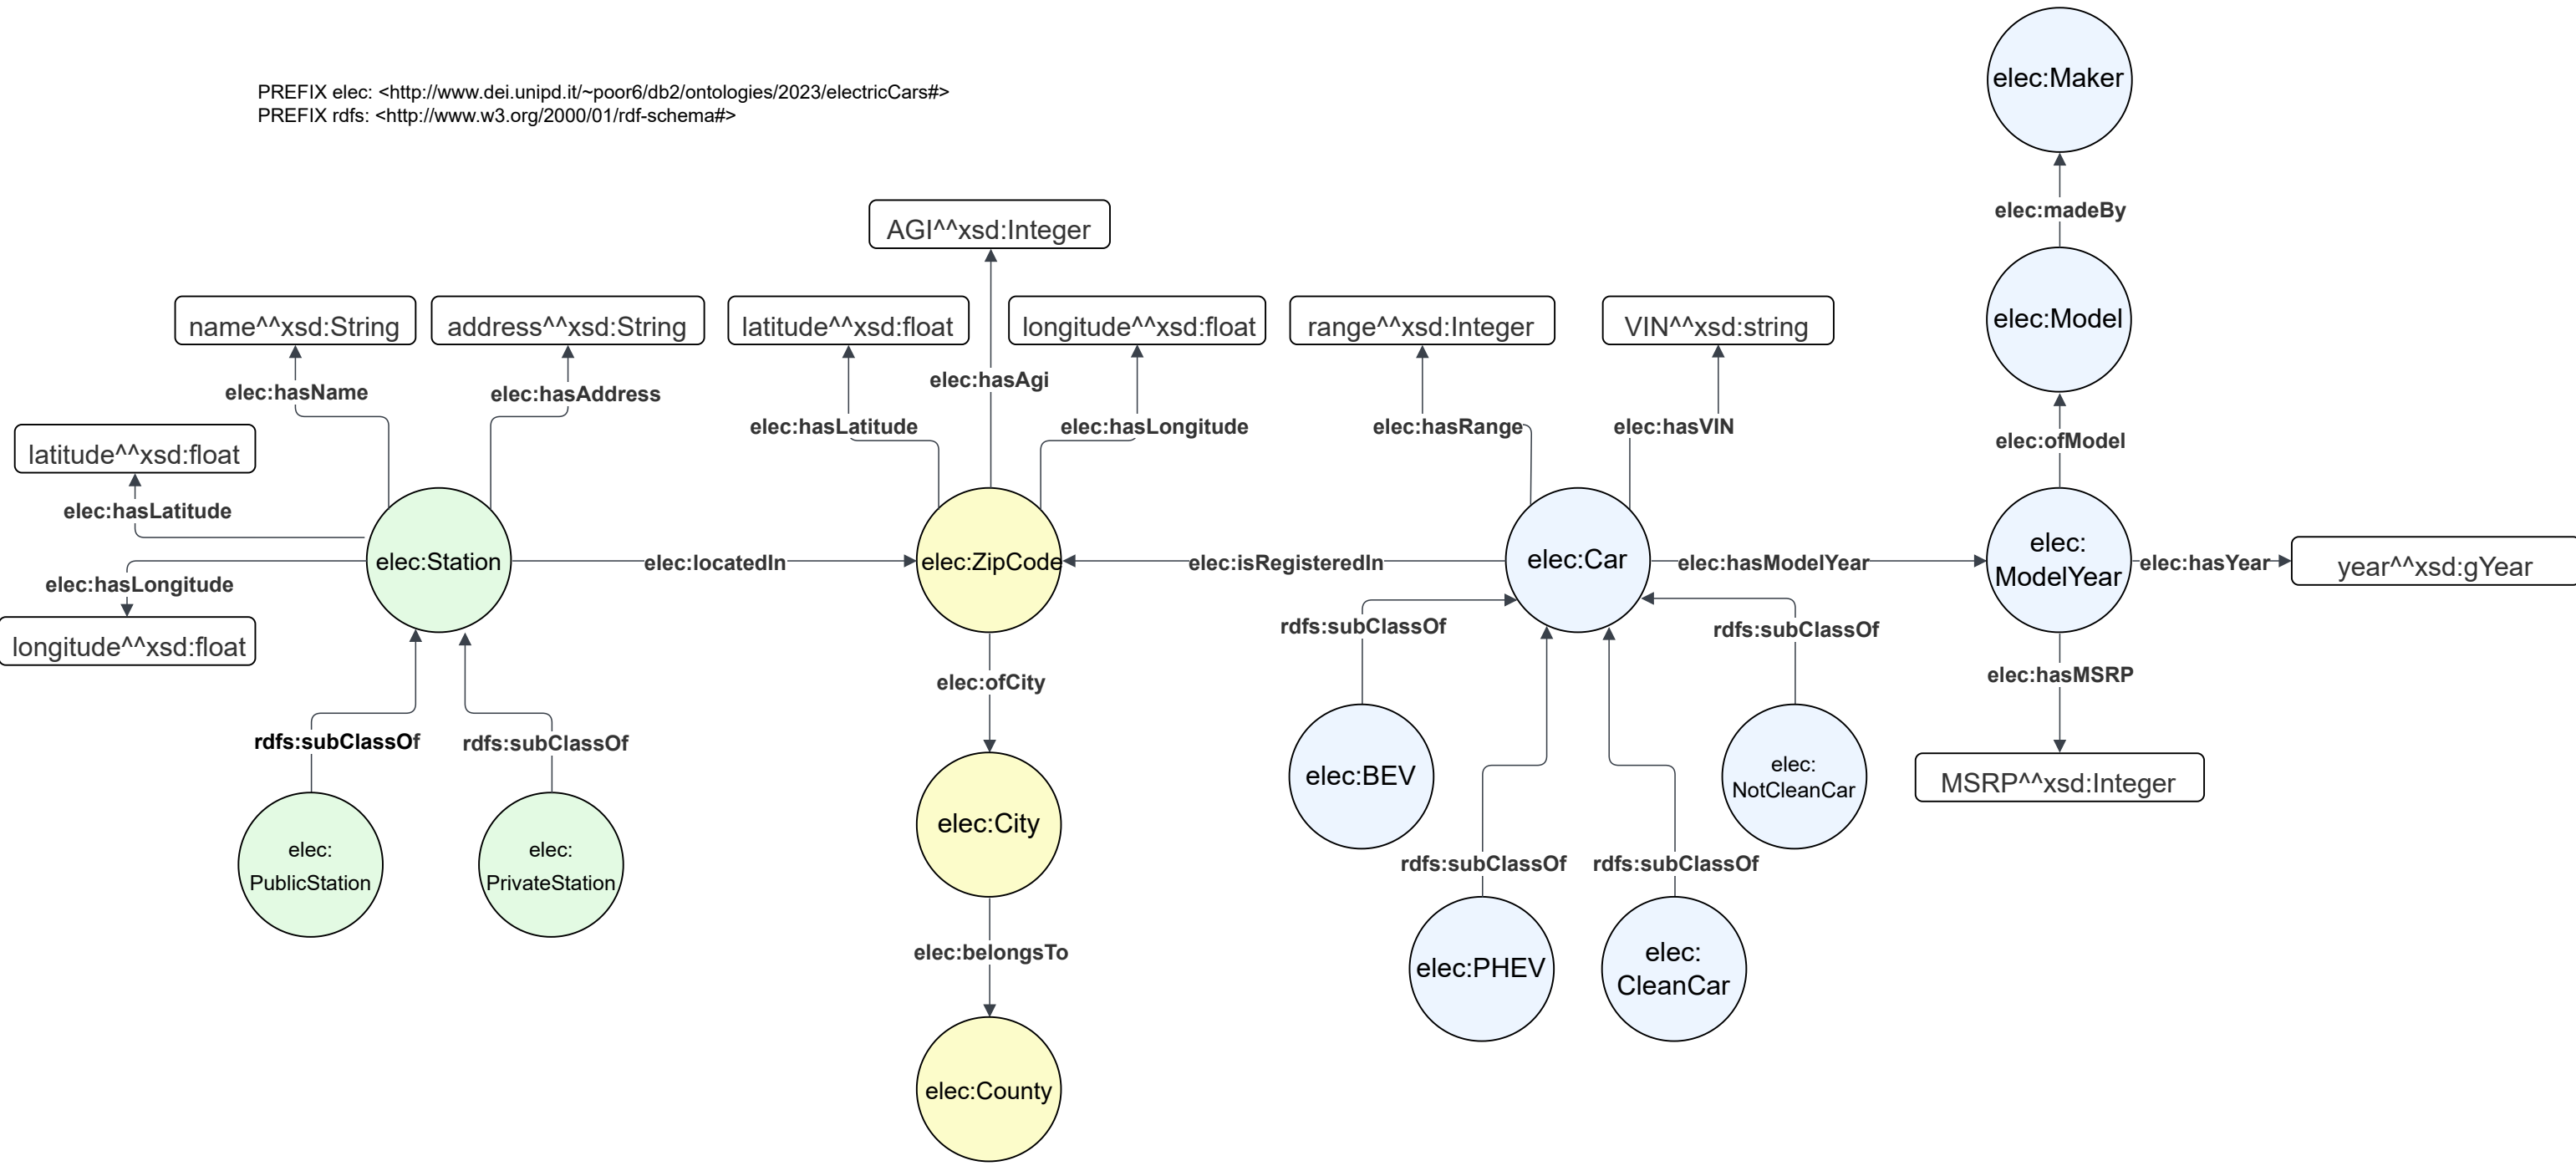 elec:Maker
PREFIX elec: <http://www.dei.unipd.it/~poor6/db2/ontologies/2023/electricCars#>
PREFIX rdfs: <http://www.w3.org/2000/01/rdf-schema#>
elec:madeBy
AGI^^xsd:Integer
name^^xsd:String
address^^xsd:String
latitude^^xsd:float
longitude^^xsd:float
range^^xsd:Integer
VIN^^xsd:string
elec:Model
elec:hasName
elec:hasAddress
elec:hasAgi
elec:hasLatitude
elec:hasLongitude
elec:hasRange
elec:hasVIN
elec:ofModel
latitude^^xsd:float
elec:hasLatitude
elec:Station
elec:locatedIn
elec:ZipCode
elec:isRegisteredIn
elec:Car
elec:hasModelYear
elec:
ModelYear
elec:hasYear
year^^xsd:gYear
elec:hasLongitude
longitude^^xsd:float
rdfs:subClassOf
rdfs:subClassOf
elec:hasMSRP
elec:ofCity
rdfs:subClassOf
rdfs:subClassOf
elec:BEV
elec:
NotCleanCar
MSRP^^xsd:Integer
elec:City
elec:
PublicStation
elec:
PrivateStation
rdfs:subClassOf
rdfs:subClassOf
elec:belongsTo
elec:PHEV
elec:
CleanCar
elec:County